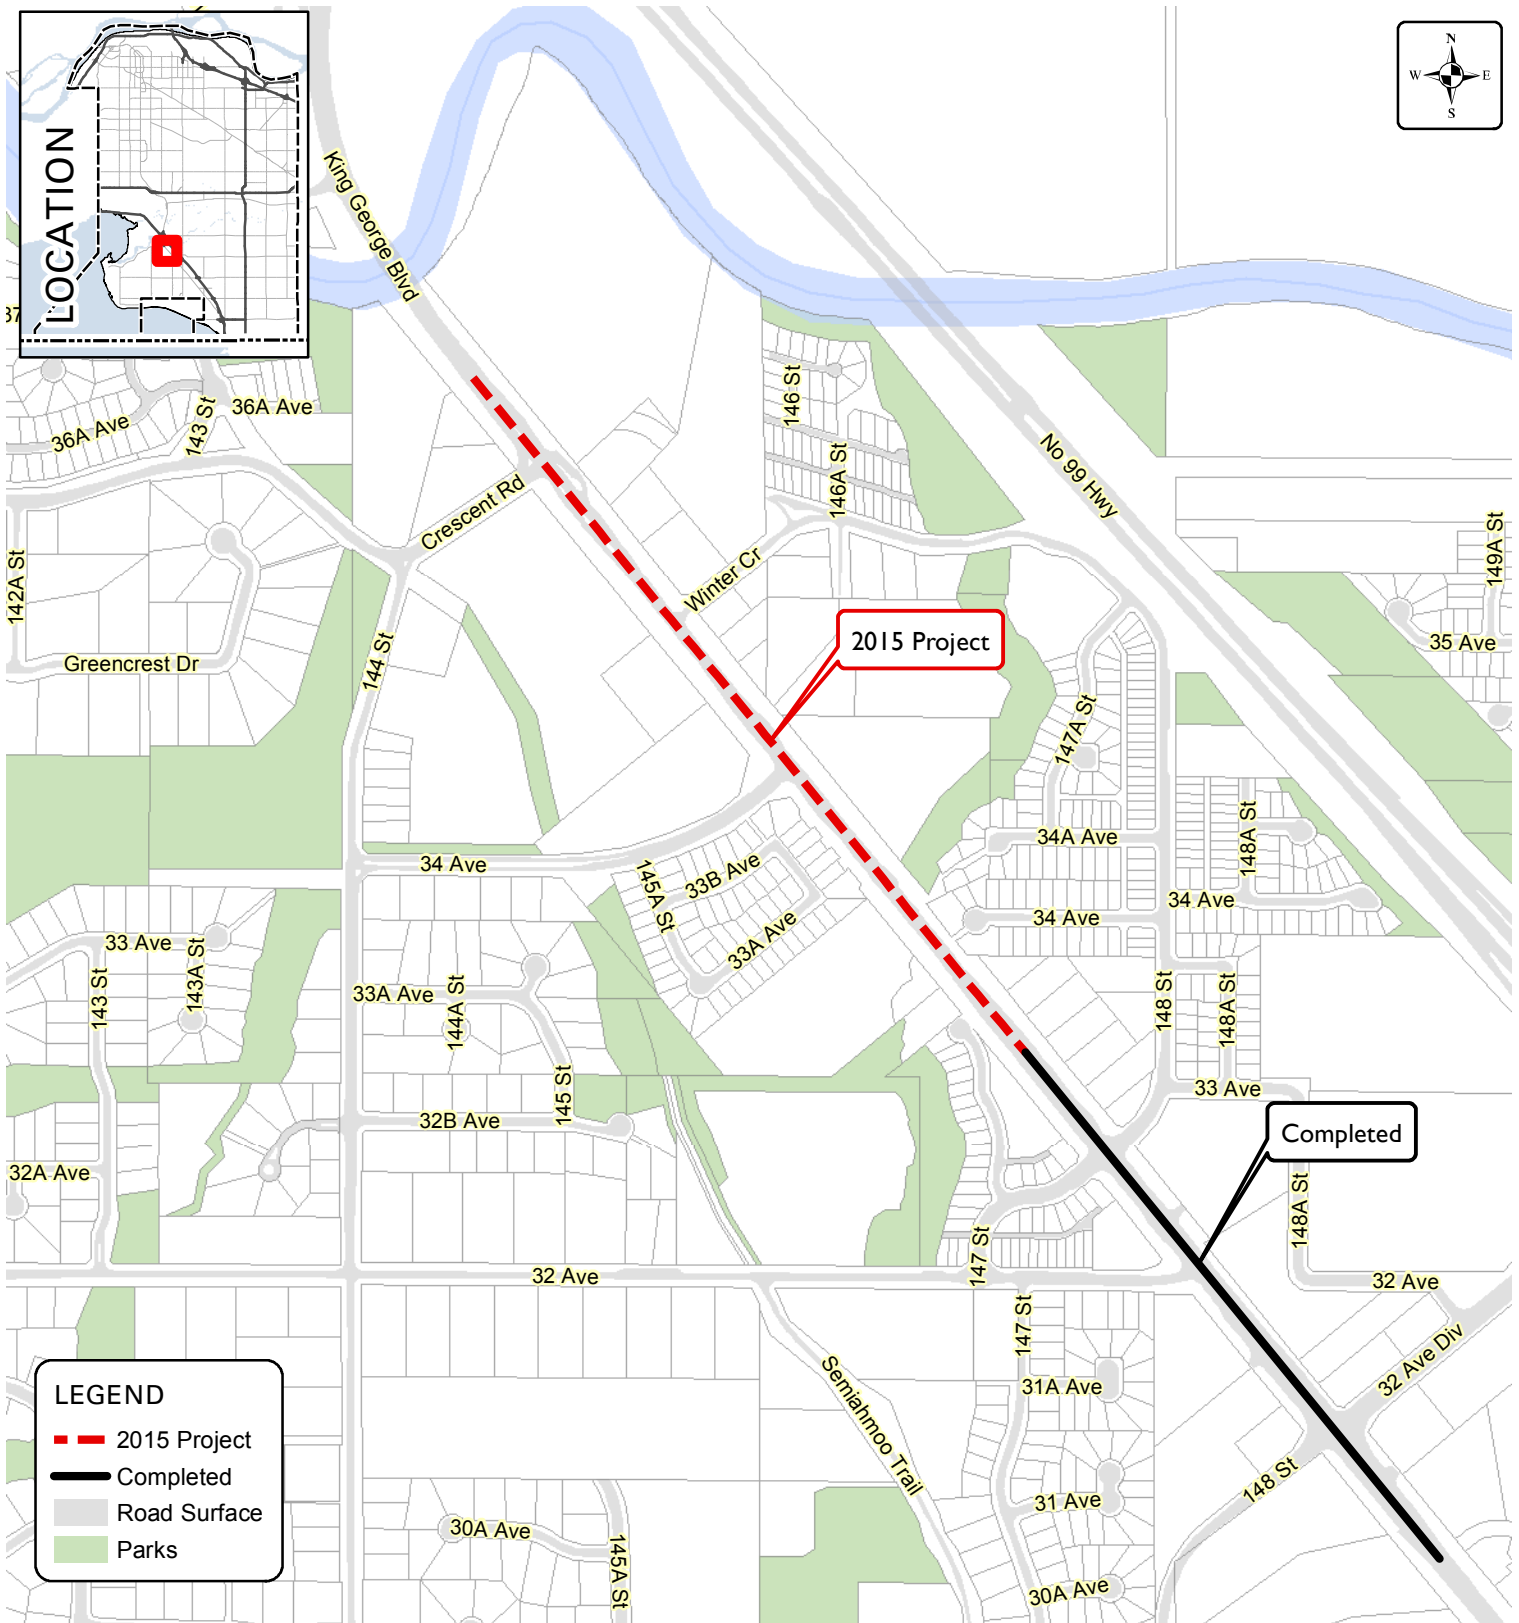 LOCATION
N
W
E
S
King George Blvd
37
36A Ave
143 St
36A Ave
146 St
146A St
No 99 Hwy
Crescent Rd
Winter Cr
142A St
149A St
35 Ave
Greencrest Dr
144 St
2015 Project
147A St
34 Ave
34A Ave
148A St
145A St
33B Ave
33A Ave
34 Ave
34 Ave
33 Ave
143 St
143A St
33A Ave
144A St
148 St
148A St
145 St
32B Ave
33 Ave
Completed
32A Ave
148A St
147 St
32 Ave
32 Ave
147 St
32 Ave Div
Semiahmoo Trail
31A Ave
148 St
31 Ave
30A Ave
145A St
30A Ave
LEGEND
2015 Project
Completed
Road Surface
Parks